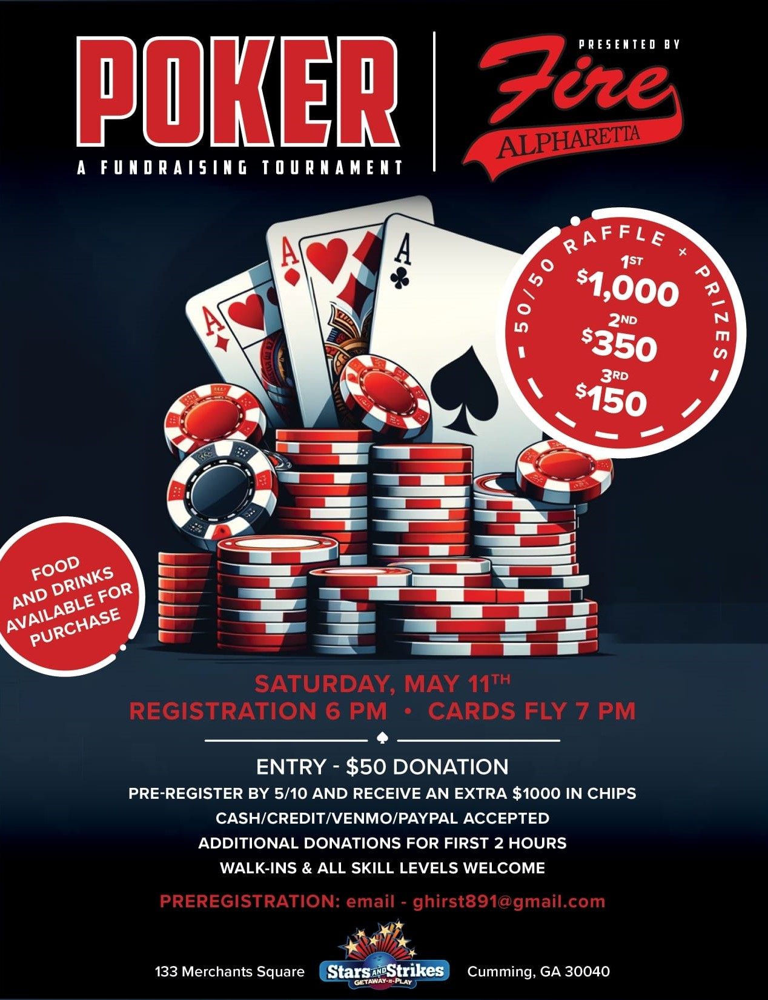 POKER
A FUNDRAISING TOURNAMENT
PRESENTED BY
Fire
ALPHARETTA
50/50 RAFFLE + PRIZES
1ST
$1,000
2ND
$350
3RD
$150
A
A
A
FOOD
AND DRINKS
AVAILABLE FOR
PURCHASE
SATURDAY, MAY 11TH
REGISTRATION 6 PM • CARDS FLY 7 PM
ENTRY - $50 DONATION
PRE-REGISTER BY 5/10 AND RECEIVE AN EXTRA $1000 IN CHIPS
CASH/CREDIT/VENMO/PAYPAL ACCEPTED
ADDITIONAL DONATIONS FOR FIRST 2 HOURS
WALK-INS & ALL SKILL LEVELS WELCOME
PREREGISTRATION: email - ghirst891@gmail.com
133 Merchants Square
Stars AND Strikes
GETAWAY-n-PLAY
Cumming, GA 30040